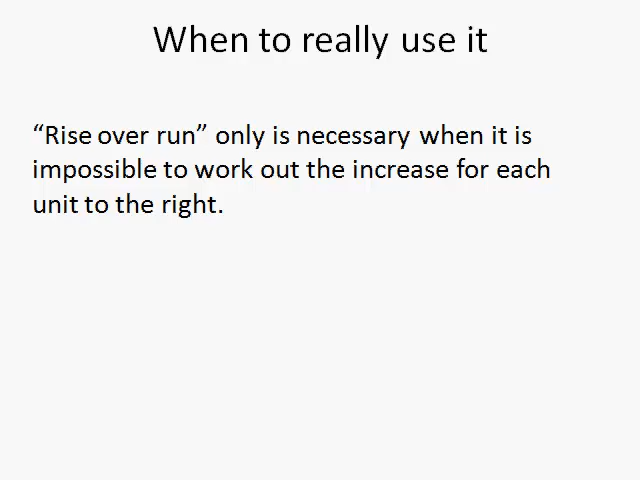 When to really use it
“Rise over run” only is necessary when it is
impossible to work out the increase for each
unit to the right.